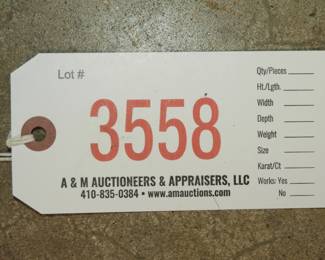 Lot #
3558
A & M AUCTIONEERS & APPRAISERS, LLC
410-835-0384 • www.amauctions.com
Qty/Pieces
Ht./Lgth.
Width
Depth
Weight
Size
Karat/Ct
Works: Yes
No